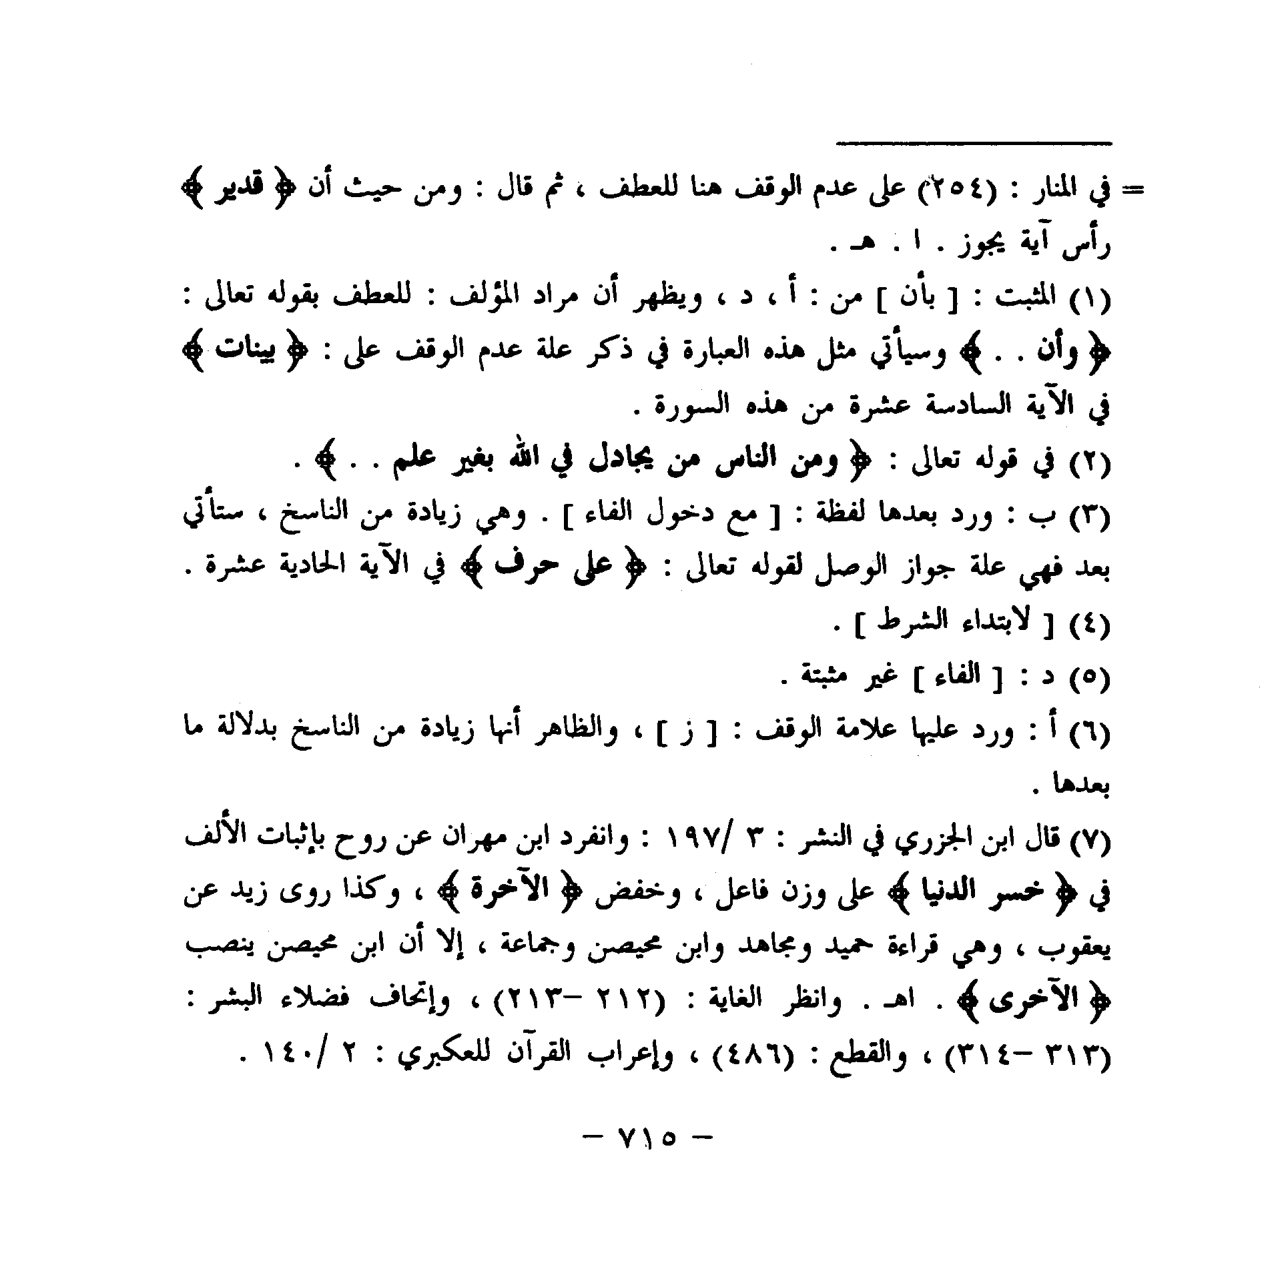 = في المنار : (٢٥٤) على عدم الوقف هنا للعطف ، ثم قال : ومن حيث أن ﴿ قدير ﴾
رأس آية يجوز . ا . هـ .
(١) المثبت : [ بأن ] من : أ ، د ، ويظهر أن مراد المؤلف : للعطف بقوله تعالى :
﴿ وأن . . ﴾ وسيأتي مثل هذه العبارة في ذكر علة عدم الوقف على : ﴿ بينات ﴾
في الآية السادسة عشرة من هذه السورة .
(٢) في قوله تعالى : ﴿ ومن الناس من يجادل في الله بغير علم . . ﴾ .
(٣) ب : ورد بعدها لفظة : [ مع دخول الفاء ] . وهي زيادة من الناسخ ، ستأتي
بعد فهي علة جواز الوصل لقوله تعالى : ﴿ على حرف ﴾ في الآية الحادية عشرة .
(٤) [ لابتداء الشرط ] .
(٥) د : [ الفاء ] غير مثبتة .
(٦) أ : ورد عليها علامة الوقف : [ ز ] ، والظاهر أنها زيادة من الناسخ بدلالة ما
بعدها .
(٧) قال ابن الجزري في النشر : ٣ /١٩٧ : وانفرد ابن مهران عن روح بإثبات الألف
في ﴿ خسر الدنيا ﴾ على وزن فاعل ، وخفض ﴿ الآخرة ﴾ ، وكذا روى زيد عن
يعقوب ، وهي قراءة حميد ومجاهد وابن محيصن وجماعة ، إلا أن ابن محيصن ينصب
﴿ الآخرى ﴾ . اهـ . وانظر الغاية : (٢١٢ –٢١٣) ، وإتحاف فضلاء البشر :
(٣١٣ –٣١٤) ، والقطع : (٤٨٦) ، وإعراب القرآن للعكبري : ٢ /١٤٠ .
– ٧١٥ –